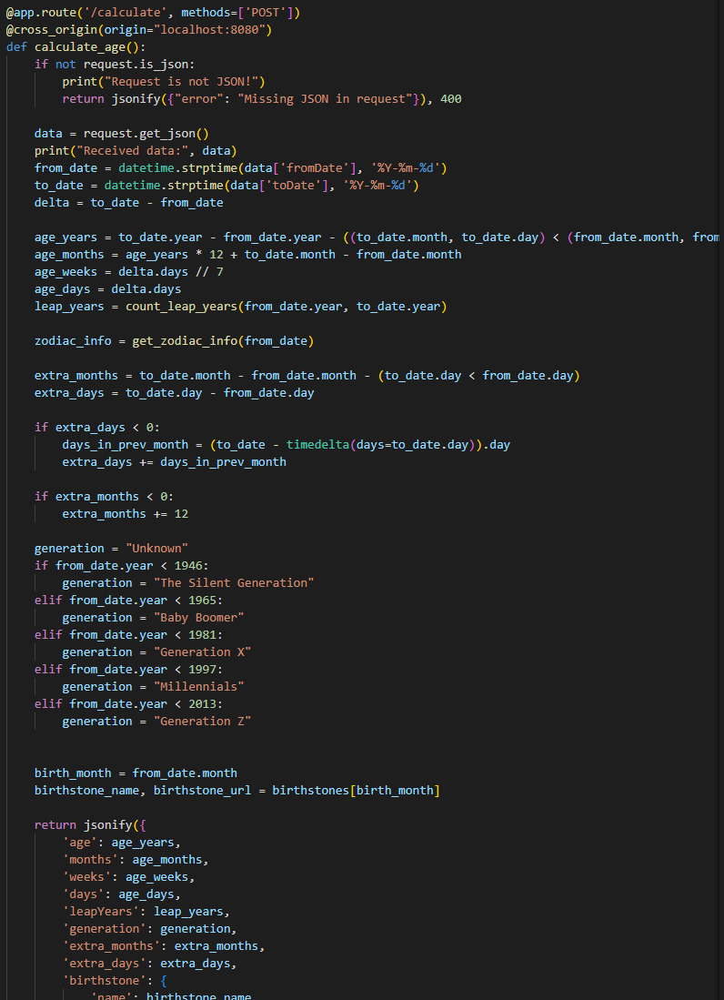 @app.route('/calculate', methods=['POST'])
@cross_origin(origin="localhost:8080")
def calculate_age():
    if not request.is_json:
        print("Request is not JSON!")
        return jsonify({"error": "Missing JSON in request"}), 400

    data = request.get_json()
    print("Received data:", data)
    from_date = datetime.strptime(data['fromDate'], '%Y-%m-%d')
    to_date = datetime.strptime(data['toDate'], '%Y-%m-%d')
    delta = to_date - from_date

    age_years = to_date.year - from_date.year - ((to_date.month, to_date.day) < (from_date.month, from
    age_months = age_years * 12 + to_date.month - from_date.month
    age_weeks = delta.days // 7
    age_days = delta.days
    leap_years = count_leap_years(from_date.year, to_date.year)

    zodiac_info = get_zodiac_info(from_date)

    extra_months = to_date.month - from_date.month - (to_date.day < from_date.day)
    extra_days = to_date.day - from_date.day

    if extra_days < 0:
        days_in_prev_month = (to_date - timedelta(days=to_date.day)).day
        extra_days += days_in_prev_month

    if extra_months < 0:
        extra_months += 12

    generation = "Unknown"
    if from_date.year < 1946:
        generation = "The Silent Generation"
    elif from_date.year < 1965:
        generation = "Baby Boomer"
    elif from_date.year < 1981:
        generation = "Generation X"
    elif from_date.year < 1997:
        generation = "Millennials"
    elif from_date.year < 2013:
        generation = "Generation Z"

    birth_month = from_date.month
    birthstone_name, birthstone_url = birthstones[birth_month]

    return jsonify({
        'age': age_years,
        'months': age_months,
        'weeks': age_weeks,
        'days': age_days,
        'leapYears': leap_years,
        'generation': generation,
        'extra_months': extra_months,
        'extra_days': extra_days,
        'birthstone': {
            'name': birthstone_name